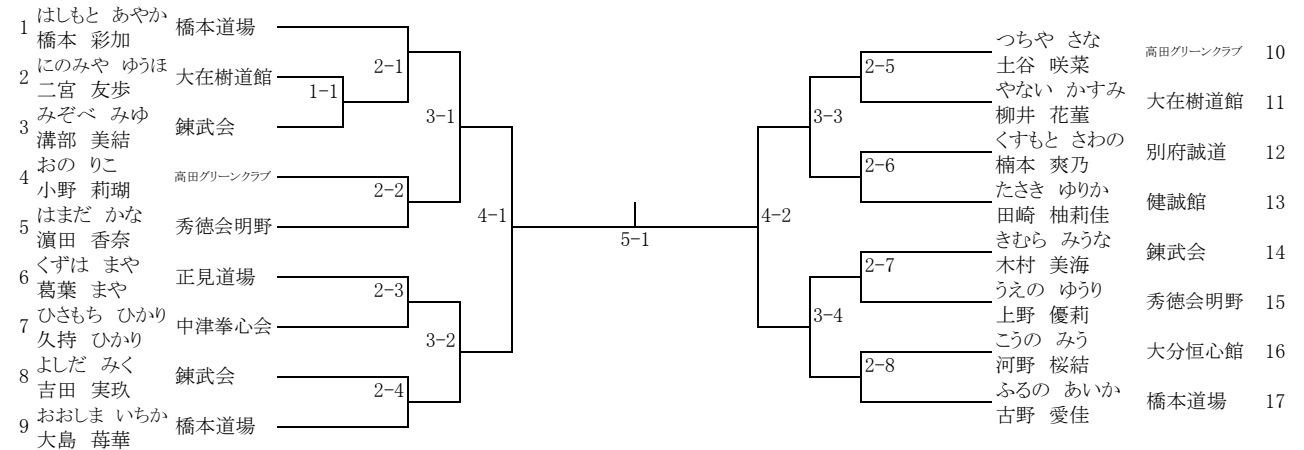 はしもと あやか
1 橋本 彩加 橋本道場
にのみや ゆうほ
2 二宮 友歩 大在樹道館
みぞべ みゆ
3 溝部 美結 錬武会
おの りこ
4 小野 莉瑚 高田グリーンクラブ
はまだ かな
5 濵田 香奈 秀徳会明野
くずは まや
6 葛葉 まや 正見道場
ひさもち ひかり
7 久持 ひかり 中津拳心会
よしだ みく
8 吉田 実玖 錬武会
おおしま いちか
9 大島 苺華 橋本道場
1-1
2-1
2-2
2-3
2-4
3-1
3-2
4-1
5-1
4-2
3-3
3-4
2-5
2-6
2-7
2-8
つちや さな
土谷 咲菜 高田グリーンクラブ 10
やない かすみ
柳井 花菫 大在樹道館 11
くすもと さわの
楠本 爽乃 別府誠道 12
たさき ゆりか
田崎 柚莉佳 健誠館 13
きむら みうな
木村 美海 錬武会 14
うえの ゆうり
上野 優莉 秀徳会明野 15
こうの みう
河野 桜結 大分恒心館 16
ふるの あいか
古野 愛佳 橋本道場 17